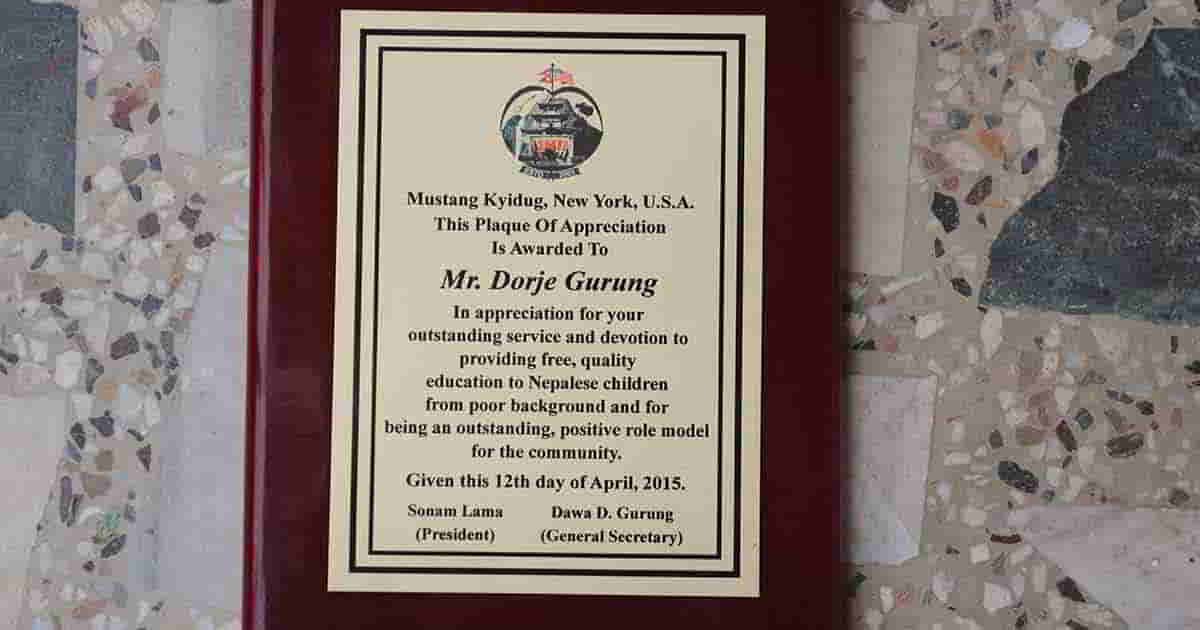 Mustang Kyidug, New York, U.S.A.
This Plaque Of Appreciation
Is Awarded To
Mr. Dorje Gurung
In appreciation for your
outstanding service and devotion to
providing free, quality
education to Nepalese children
from poor background and for
being an outstanding, positive role model
for the community.
Given this 12th day of April, 2015.
Sonam Lama Dawa D. Gurung
(President) (General Secretary)